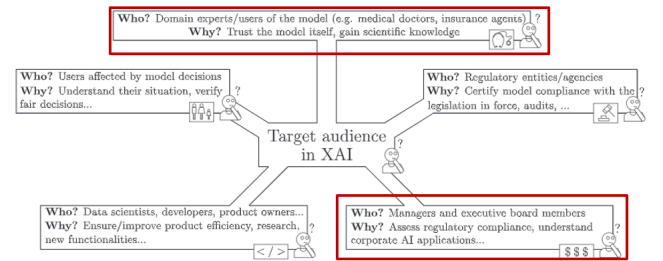 Who? Domain experts/users of the model (e.g. medical doctors, insurance agents)
Why? Trust the model itself, gain scientific knowledge
?
Who? Users affected by model decisions
Why? Understand their situation, verify
fair decisions...
?
Who? Regulatory entities/agencies
Why? Certify model compliance with the
legislation in force, audits, ...
?
Target audience
in XAI
?
Who? Data scientists, developers, product owners...
Why? Ensure/improve product efficiency, research,
new functionalities...
</>
?
Who? Managers and executive board members
Why? Assess regulatory compliance, understand
corporate AI applications...
$$$
?